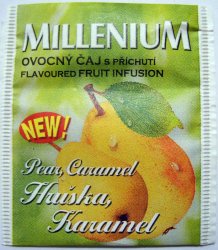 MILLENIUM
OVOCNÝ ČAJ S PŘÍCHUTÍ
FLAVOURED FRUIT INFUSION
NEW!
Pear, Caramel
Hruška,
Karamel